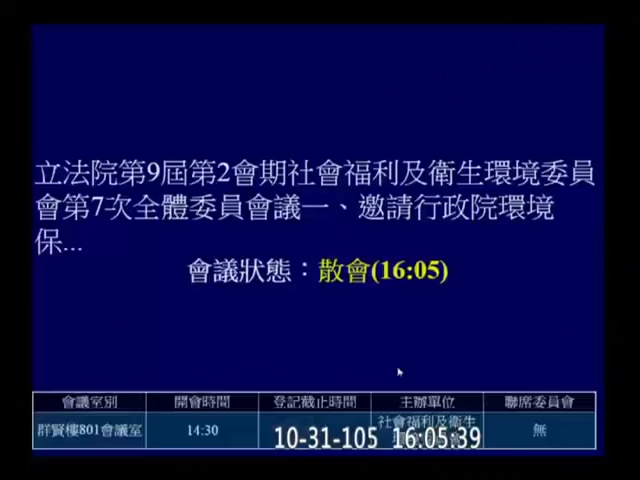 立法院第9屆第2會期社會福利及衛生環境委員
會第7次全體委員會議一、邀請行政院環境
保...
會議狀態：散會(16:05)
會議室別 開會時間 登記截止時間 主辦單位 聯席委員會
群賢樓801會議室 14:30 社會福利及衛生 無
10-31-105 16:05:39